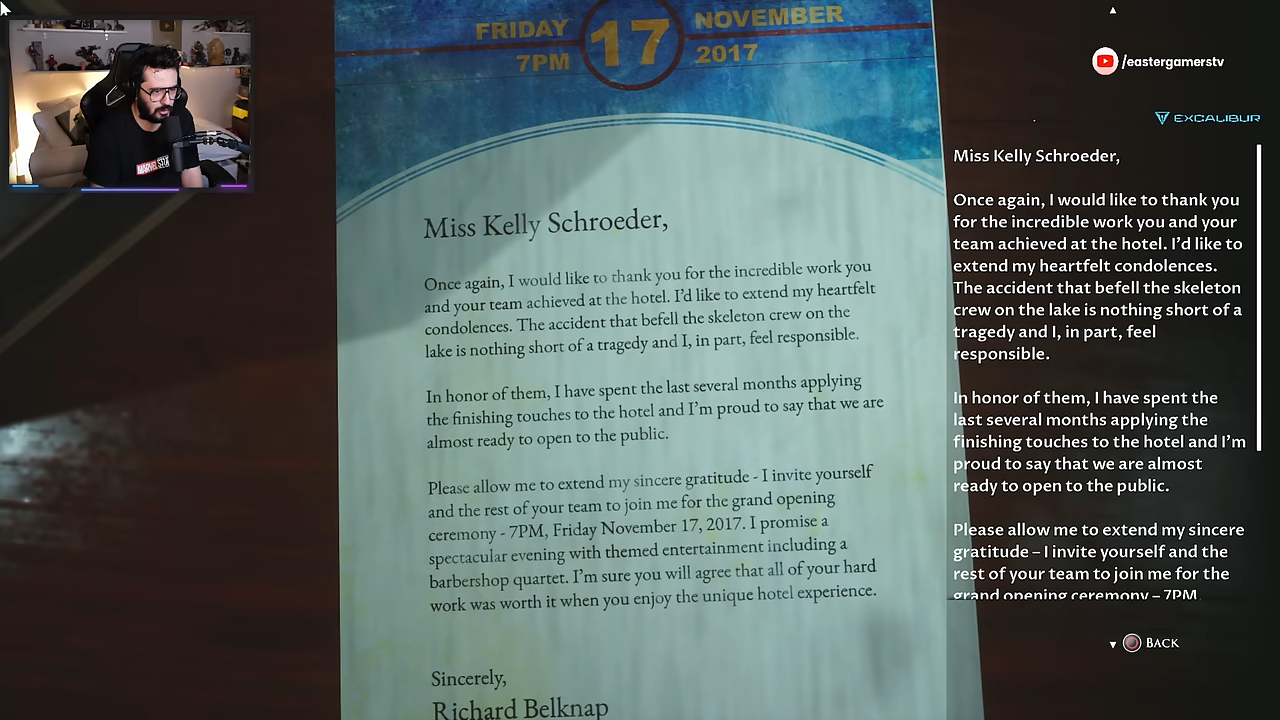 FRIDAY
7PM
17
NOVEMBER
2017
Miss Kelly Schroeder,
Once again, I would like to thank you for the incredible work you
and your team achieved at the hotel. I'd like to extend my heartfelt
condolences. The accident that befell the skeleton crew on the
lake is nothing short of a tragedy and I, in part, feel responsible.
In honor of them, I have spent the last several months applying
the finishing touches to the hotel and I'm proud to say that we are
almost ready to open to the public.
Please allow me to extend my sincere gratitude - I invite yourself
and the rest of your team to join me for the grand opening
ceremony - 7PM, Friday November 17, 2017. I promise a
spectacular evening with themed entertainment including a
barbershop quartet. I'm sure you will agree that all of your hard
work was worth it when you enjoy the unique hotel experience.
Sincerely,
Richard Belknap
/eastergamerstv
EXCALIBUR
Miss Kelly Schroeder,
Once again, I would like to thank you
for the incredible work you and your
team achieved at the hotel. I'd like to
extend my heartfelt condolences.
The accident that befell the skeleton
crew on the lake is nothing short of a
tragedy and I, in part, feel
responsible.
In honor of them, I have spent the
last several months applying the
finishing touches to the hotel and I'm
proud to say that we are almost
ready to open to the public.
Please allow me to extend my sincere
gratitude – I invite yourself and the
rest of your team to join me for the
grand opening ceremony – 7PM
BACK